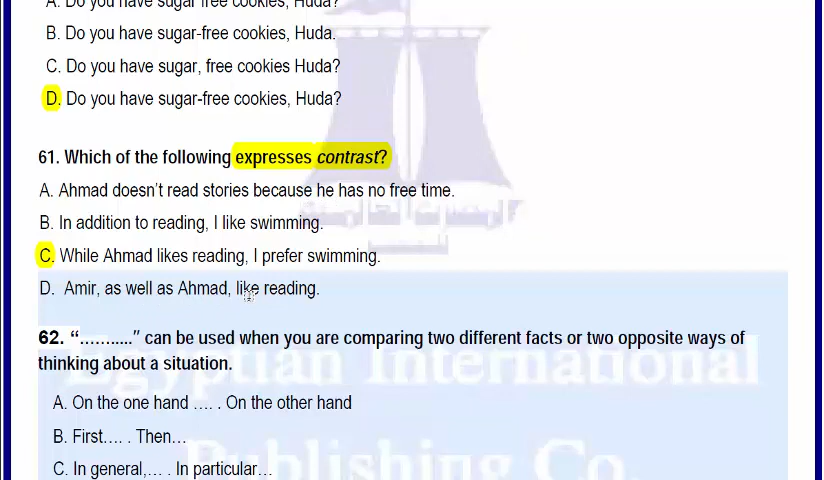 A. Do you have sugar free cookies, Huda?
B. Do you have sugar-free cookies, Huda.
C. Do you have sugar, free cookies Huda?
D. Do you have sugar-free cookies, Huda?
61. Which of the following expresses contrast?
A. Ahmad doesn't read stories because he has no free time.
B. In addition to reading, I like swimming.
C. While Ahmad likes reading, I prefer swimming.
D. Amir, as well as Ahmad, like reading.
62. “...........” can be used when you are comparing two different facts or two opposite ways of
thinking about a situation.
A. On the one hand .... . On the other hand
B. First.... . Then...
C. In general,... . In particular...
Egyptian International
Publishing Co.